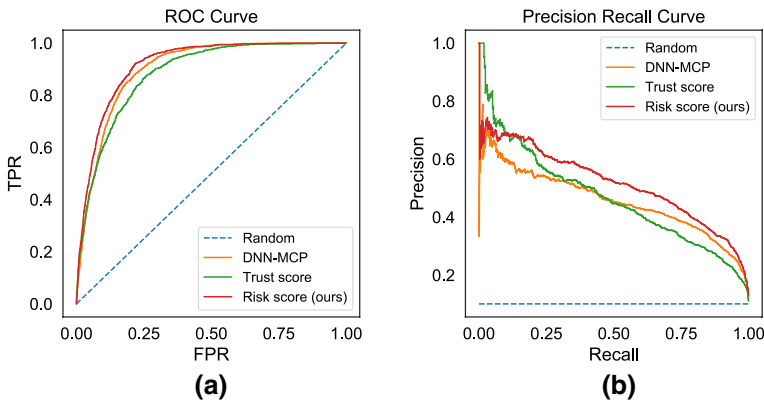 ROC Curve
1.0
0.8
0.6
0.4
0.2
0.0
TPR
Random
DNN-MCP
Trust score
Risk score (ours)
0.00 0.25 0.50 0.75 1.00
FPR
(a)
Precision Recall Curve
1.0
0.8
0.6
0.4
0.2
Precision
Random
DNN-MCP
Trust score
Risk score (ours)
0.00 0.25 0.50 0.75 1.00
Recall
(b)